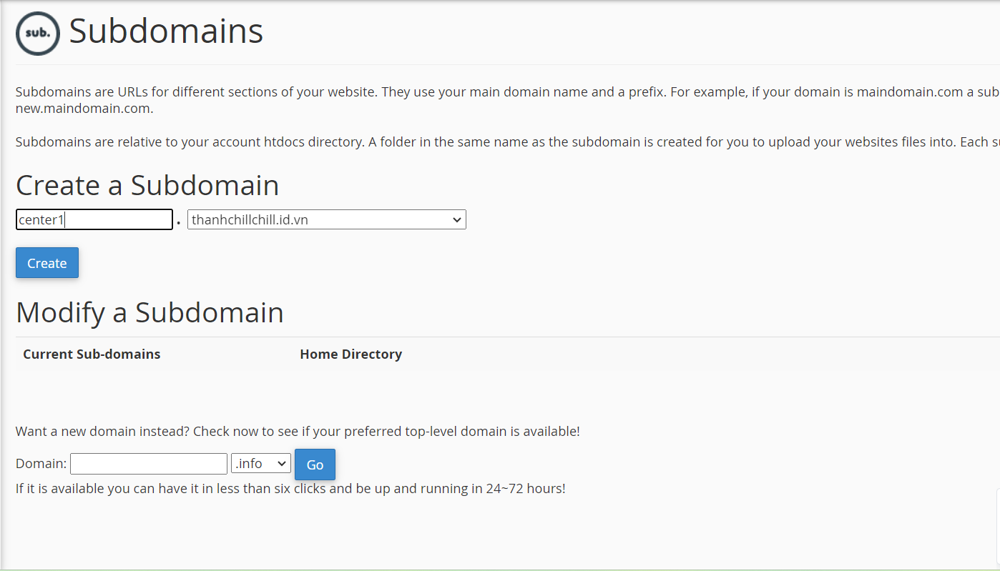 sub.
Subdomains
Subdomains are URLs for different sections of your website. They use your main domain name and a prefix. For example, if your domain is maindomain.com a sub
new.maindomain.com.
Subdomains are relative to your account htdocs directory. A folder in the same name as the subdomain is created for you to upload your websites files into. Each s
Create a Subdomain
center1 . thanhchillchill.id.vn
Create
Modify a Subdomain
Current Sub-domains Home Directory
Want a new domain instead? Check now to see if your preferred top-level domain is available!
Domain: .info Go
If it is available you can have it in less than six clicks and be up and running in 24~72 hours!